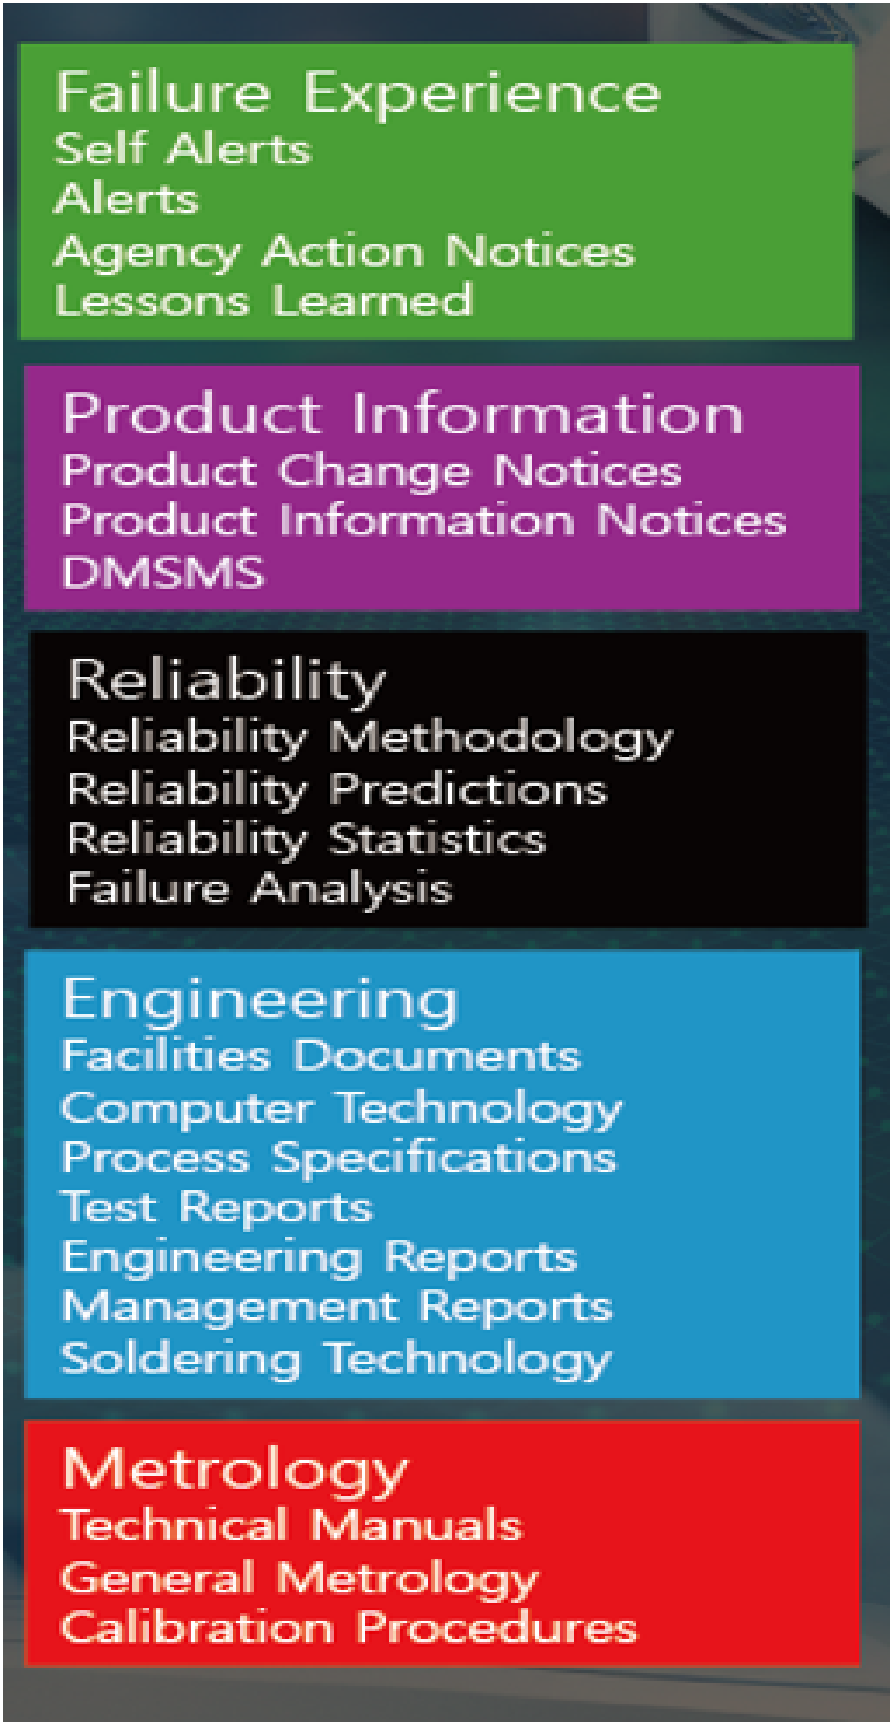 Failure Experience
Self Alerts
Alerts
Agency Action Notices
Lessons Learned
Product Information
Product Change Notices
Product Information Notices
DMSMS
Reliability
Reliability Methodology
Reliability Predictions
Reliability Statistics
Failure Analysis
Engineering
Facilities Documents
Computer Technology
Process Specifications
Test Reports
Engineering Reports
Management Reports
Soldering Technology
Metrology
Technical Manuals
General Metrology
Calibration Procedures